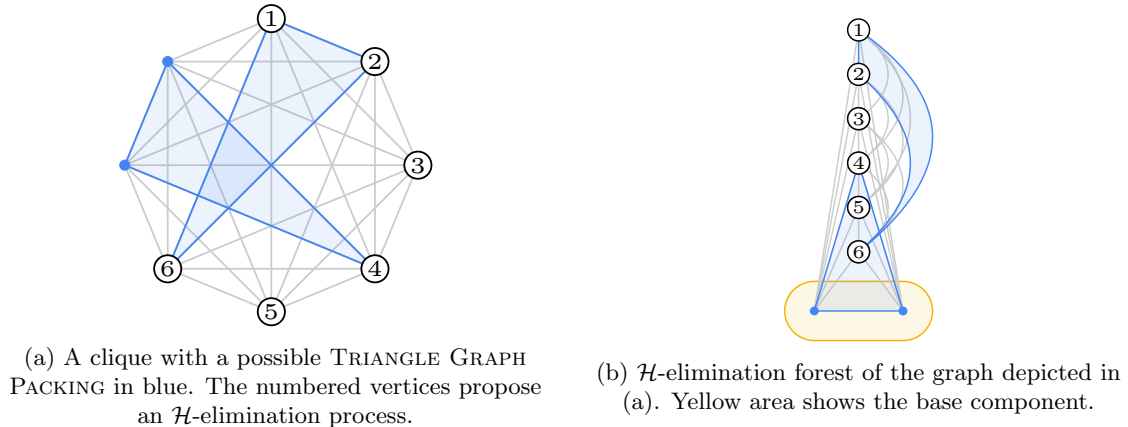 1
2
3
4
5
6
(a) A clique with a possible TRIANGLE GRAPH
PACKING in blue. The numbered vertices propose
an ℋ-elimination process.
1
2
3
4
5
6
(b) ℋ-elimination forest of the graph depicted in
(a). Yellow area shows the base component.